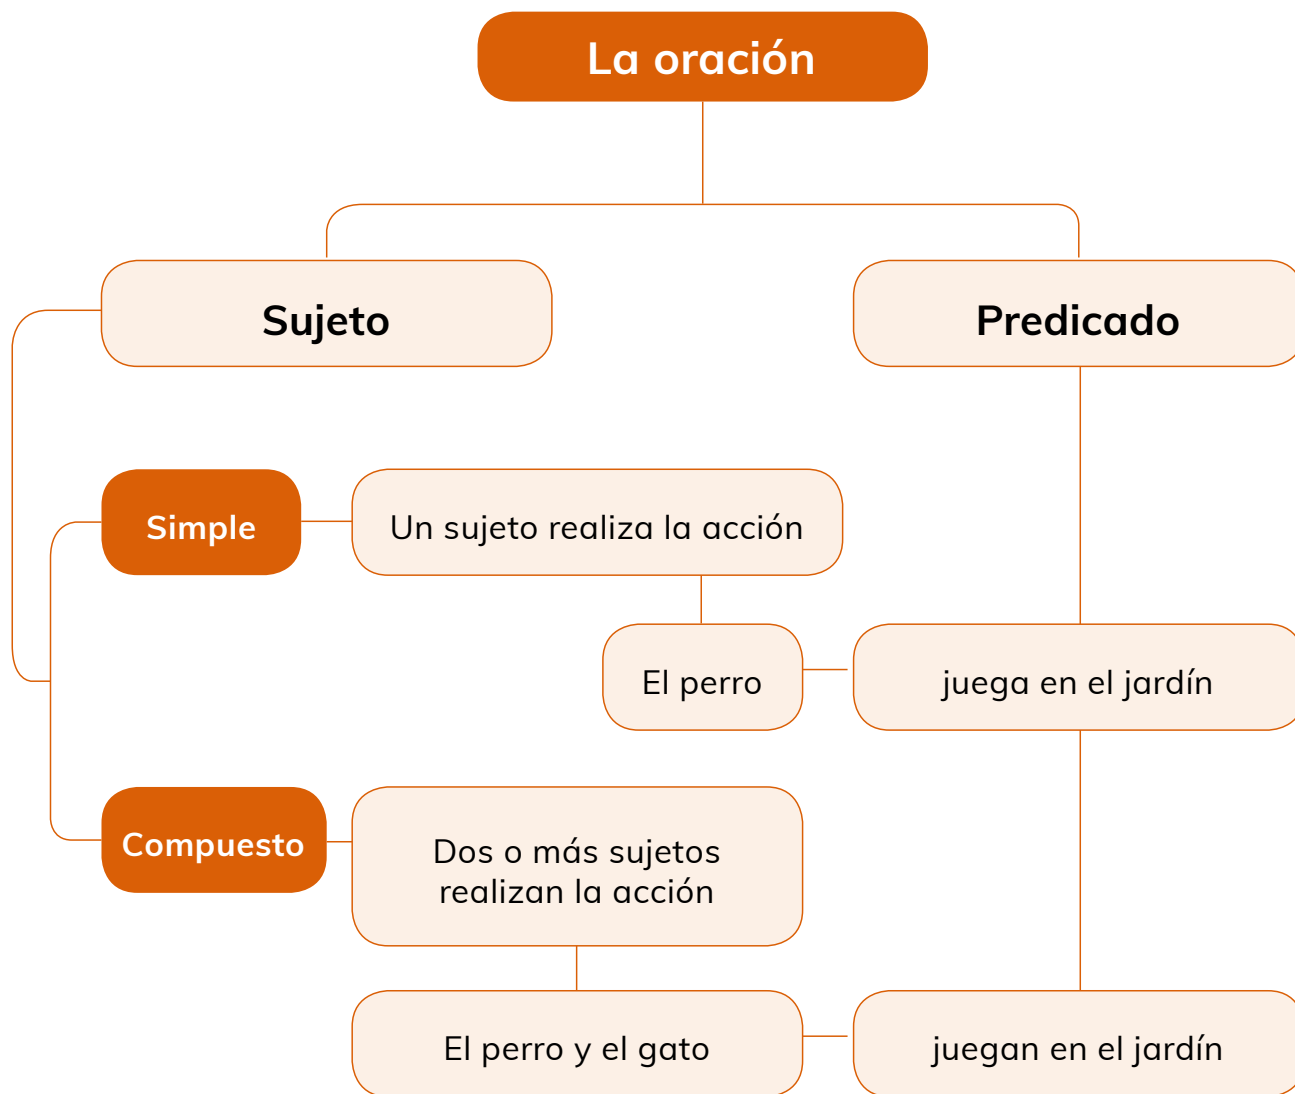 La oración
Sujeto
Predicado
Simple
Un sujeto realiza la acción
El perro
juega en el jardín
Compuesto
Dos o más sujetos
realizan la acción
El perro y el gato
juegan en el jardín